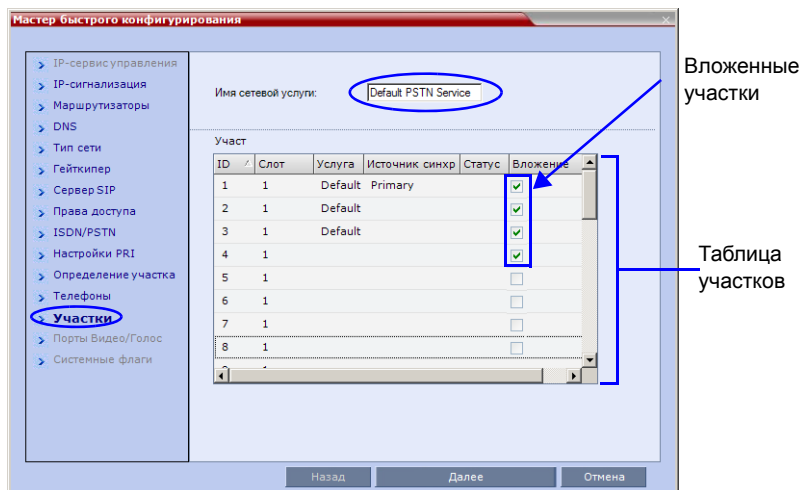 Мастер быстрого конфигурирования
IP-сервис управления
IP-сигнализация
Маршрутизаторы
DNS
Тип сети
Гейткипер
Сервер SIP
Права доступа
ISDN/PSTN
Настройки PRI
Определение участка
Телефоны
Участки
Порты Видео/Голос
Системные флаги
Имя сетевой услуги: Default PSTN Service
Участ
ID Слот Услуга Источник синхр Статус Вложение
1 1 Default Primary
2 1 Default
3 1 Default
4 1
5 1
6 1
7 1
8 1
Назад Далее Отмена
Вложенные
участки
Таблица
участков